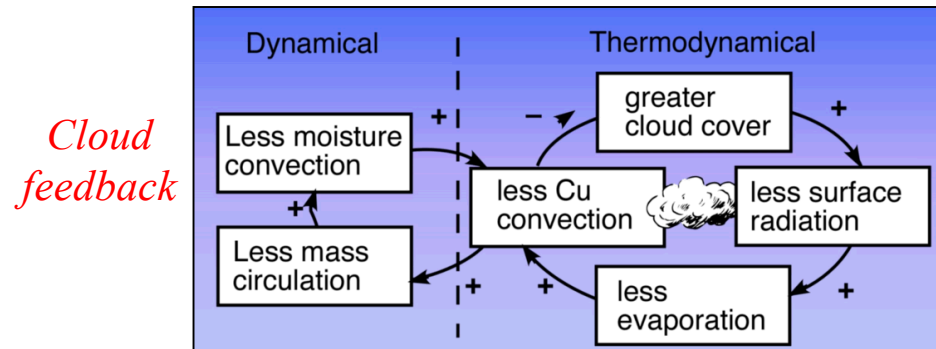 Cloud
feedback
Dynamical
Thermodynamical
Less moisture
convection
+
Less mass
circulation
+
less Cu
convection
−
greater
cloud cover
+
less surface
radiation
+
less
evaporation
+
+